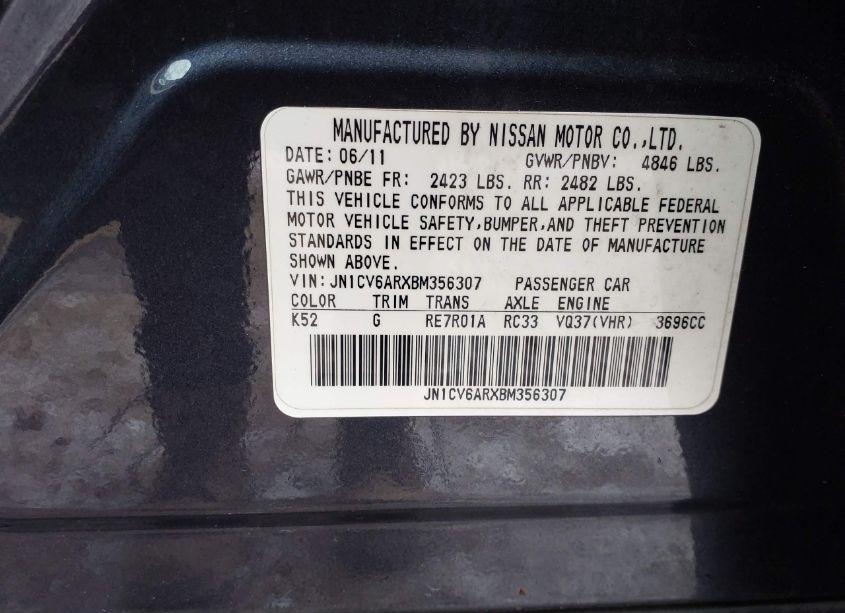 MANUFACTURED BY NISSAN MOTOR CO.,LTD.
DATE: 06/11 GVWR/PNBV: 4846 LBS.
GAWR/PNBE FR: 2423 LBS. RR: 2482 LBS.
THIS VEHICLE CONFORMS TO ALL APPLICABLE FEDERAL
MOTOR VEHICLE SAFETY,BUMPER,AND THEFT PREVENTION
STANDARDS IN EFFECT ON THE DATE OF MANUFACTURE
SHOWN ABOVE.
VIN:JN1CV6ARXBM356307 PASSENGER CAR
COLOR TRIM TRANS AXLE ENGINE
K52 G RE7R01A RC33 VQ37(VHR) 3696CC
JN1CV6ARXBM356307